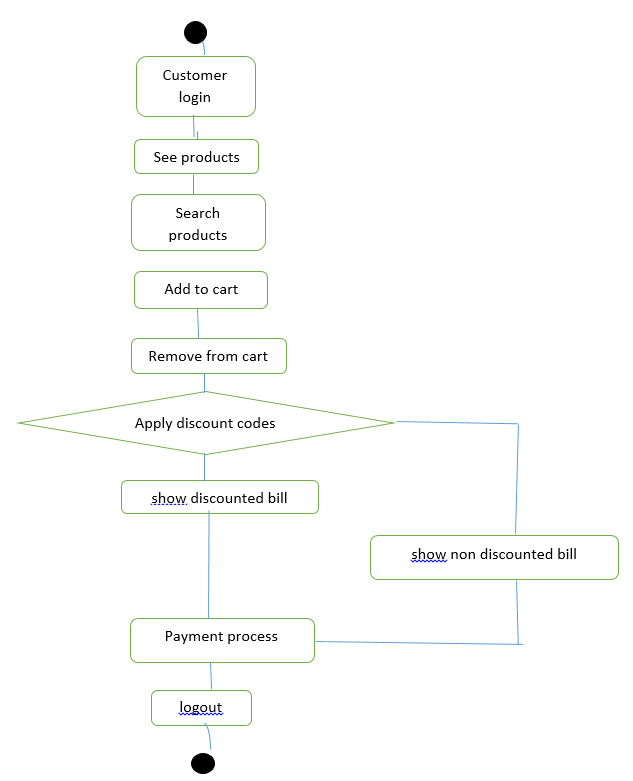 Customer
login
See products
Search
products
Add to cart
Remove from cart
Apply discount codes
show discounted bill
show non discounted bill
Payment process
logout